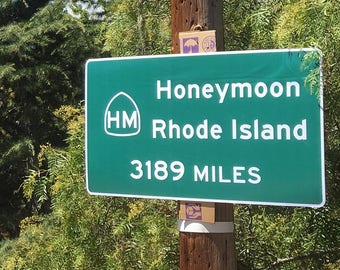 Honeymoon
HM
Rhode Island
3189 MILES